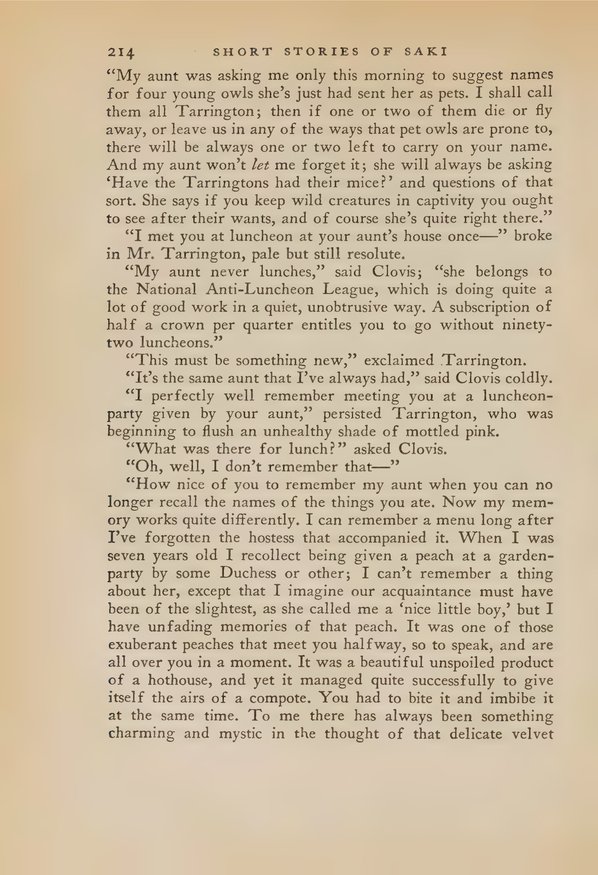 214 SHORT STORIES OF SAKI
“My aunt was asking me only this morning to suggest names
for four young owls she’s just had sent her as pets. I shall call
them all Tarrington; then if one or two of them die or fly
away, or leave us in any of the ways that pet owls are prone to,
there will be always one or two left to carry on your name.
And my aunt won’t let me forget it; she will always be asking
‘Have the Tarringtons had their mice?’ and questions of that
sort. She says if you keep wild creatures in captivity you ought
to see after their wants, and of course she’s quite right there.”
“I met you at luncheon at your aunt’s house once—” broke
in Mr. Tarrington, pale but still resolute.
“My aunt never lunches,” said Clovis; “she belongs to
the National Anti-Luncheon League, which is doing quite a
lot of good work in a quiet, unobtrusive way. A subscription of
half a crown per quarter entitles you to go without ninety-
two luncheons.”
“This must be something new,” exclaimed Tarrington.
“It’s the same aunt that I’ve always had,” said Clovis coldly.
“I perfectly well remember meeting you at a luncheon-
party given by your aunt,” persisted Tarrington, who was
beginning to flush an unhealthy shade of mottled pink.
“What was there for lunch?” asked Clovis.
“Oh, well, I don’t remember that—”
“How nice of you to remember my aunt when you can no
longer recall the names of the things you ate. Now my mem-
ory works quite differently. I can remember a menu long after
I’ve forgotten the hostess that accompanied it. When I was
seven years old I recollect being given a peach at a garden-
party by some Duchess or other; I can’t remember a thing
about her, except that I imagine our acquaintance must have
been of the slightest, as she called me a ‘nice little boy,’ but I
have unfading memories of that peach. It was one of those
exuberant peaches that meet you halfway, so to speak, and are
all over you in a moment. It was a beautiful unspoiled product
of a hothouse, and yet it managed quite successfully to give
itself the airs of a compote. You had to bite it and imbibe it
at the same time. To me there has always been something
charming and mystic in the thought of that delicate velvet